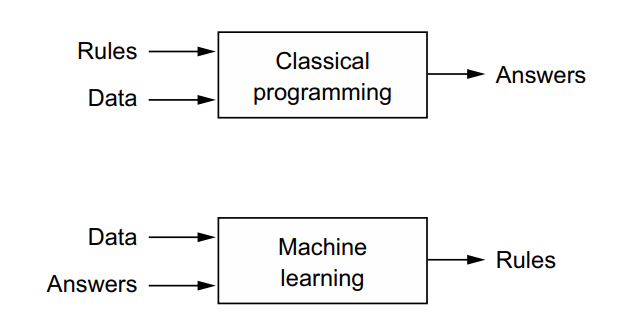 Rules
Data
Classical
programming
Answers
Data
Answers
Machine
learning
Rules